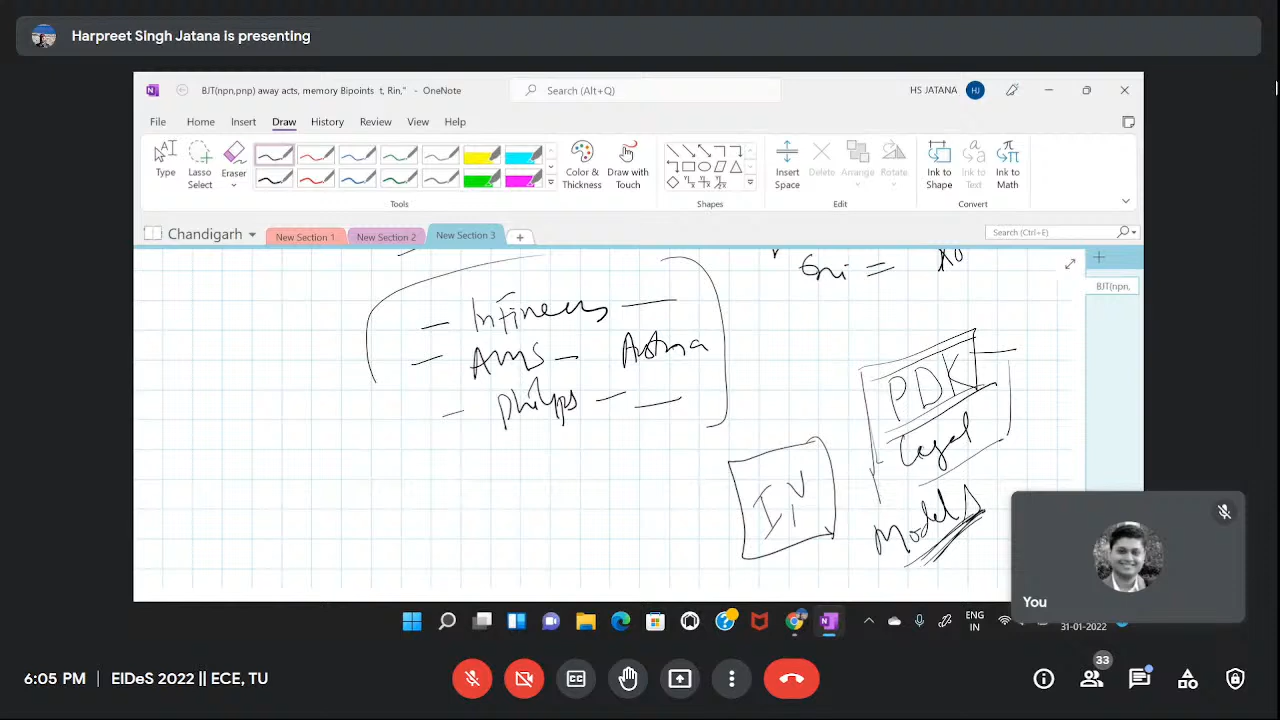 Harpreet Singh Jatana is presenting
BJT(npn,pnp) away acts, memory Bipoints t, Rin," - OneNote
Search (Alt+Q)
HS JATANA
HJ
File Home Insert Draw History Review View Help
Type
Lasso Select
Eraser
Color & Thickness
Draw with Touch
Insert Space
Delete
Arrange
Rotate
Ink to Shape
Ink to Text
Ink to Math
Tools
Shapes
Edit
Convert
Chandigarh
New Section 1
New Section 2
New Section 3
Search (Ctrl+E)
BJT(npn,
AMS - Austria
Philips
PDK
Legal
Models
You
ENG
IN
31-01-2022
6:05 PM | EIDeS 2022 || ECE, TU
CC
33